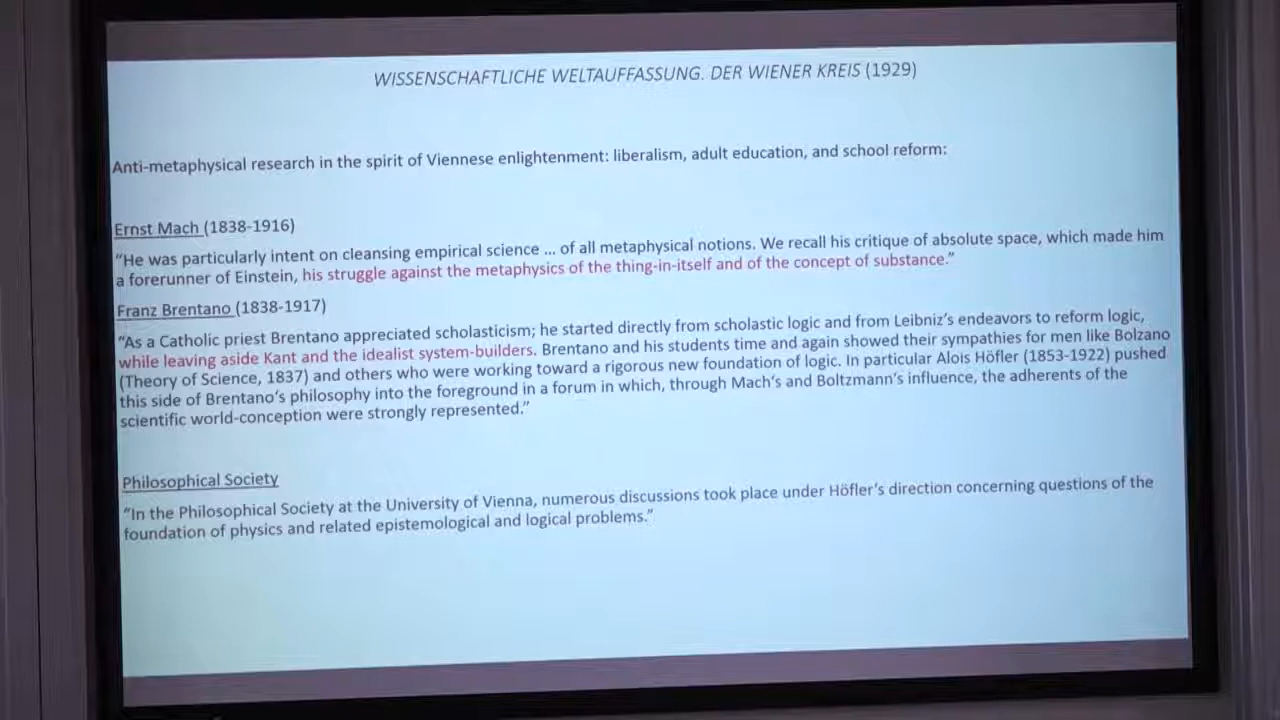 WISSENSCHAFTLICHE WELTAUFFASSUNG. DER WIENER KREIS (1929)
Anti-metaphysical research in the spirit of Viennese enlightenment: liberalism, adult education, and school reform:
Ernst Mach (1838-1916)
“He was particularly intent on cleansing empirical science ... of all metaphysical notions. We recall his critique of absolute space, which made him
a forerunner of Einstein, his struggle against the metaphysics of the thing-in-itself and of the concept of substance.”
Franz Brentano (1838-1917)
“As a Catholic priest Brentano appreciated scholasticism; he started directly from scholastic logic and from Leibniz’s endeavors to reform logic,
while leaving aside Kant and the idealist system-builders. Brentano and his students time and again showed their sympathies for men like Bolzano
(Theory of Science, 1837) and others who were working toward a rigorous new foundation of logic. In particular Alois Höfler (1853-1922) pushed
this side of Brentano’s philosophy into the foreground in a forum in which, through Mach’s and Boltzmann’s influence, the adherents of the
scientific world-conception were strongly represented.”
Philosophical Society
“In the Philosophical Society at the University of Vienna, numerous discussions took place under Höfler’s direction concerning questions of the
foundation of physics and related epistemological and logical problems.”